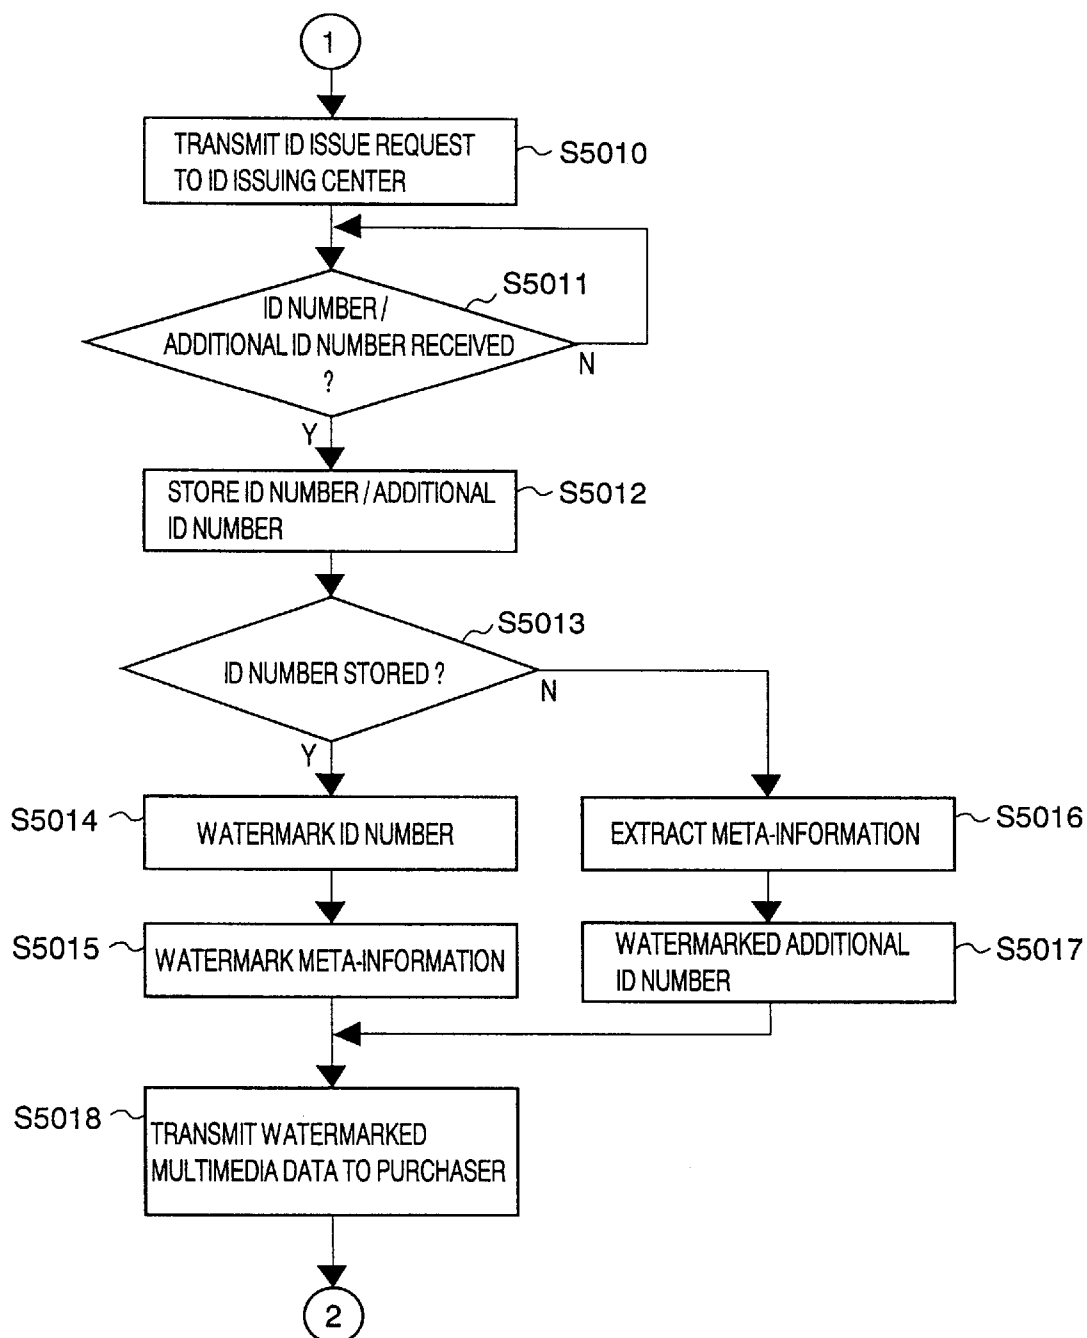 1
TRANSMIT ID ISSUE REQUEST
TO ID ISSUING CENTER
S5010
S5011
ID NUMBER /
ADDITIONAL ID NUMBER RECEIVED
?
N
Y
STORE ID NUMBER / ADDITIONAL
ID NUMBER
S5012
S5013
ID NUMBER STORED ?
N
Y
S5014
WATERMARK ID NUMBER
EXTRACT META-INFORMATION
S5016
S5015
WATERMARK META-INFORMATION
WATERMARKED ADDITIONAL
ID NUMBER
S5017
S5018
TRANSMIT WATERMARKED
MULTIMEDIA DATA TO PURCHASER
2